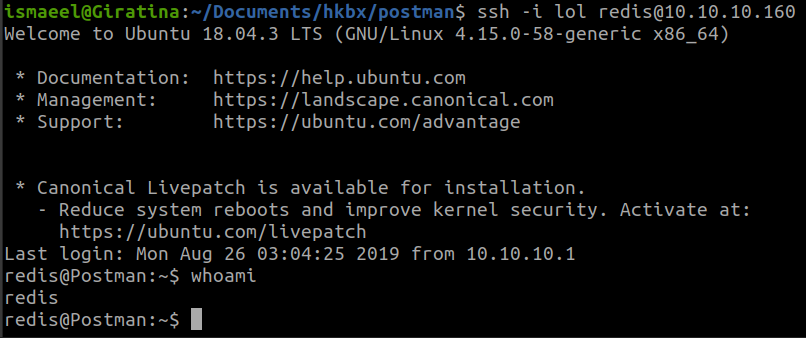 ismaeel@Giratina:~/Documents/hkbx/postman$ ssh -i lol redis@10.10.10.160
Welcome to Ubuntu 18.04.3 LTS (GNU/Linux 4.15.0-58-generic x86_64)
* Documentation:  https://help.ubuntu.com
* Management:     https://landscape.canonical.com
* Support:        https://ubuntu.com/advantage
* Canonical Livepatch is available for installation.
- Reduce system reboots and improve kernel security. Activate at:
https://ubuntu.com/livepatch
Last login: Mon Aug 26 03:04:25 2019 from 10.10.10.1
redis@Postman:~$ whoami
redis
redis@Postman:~$